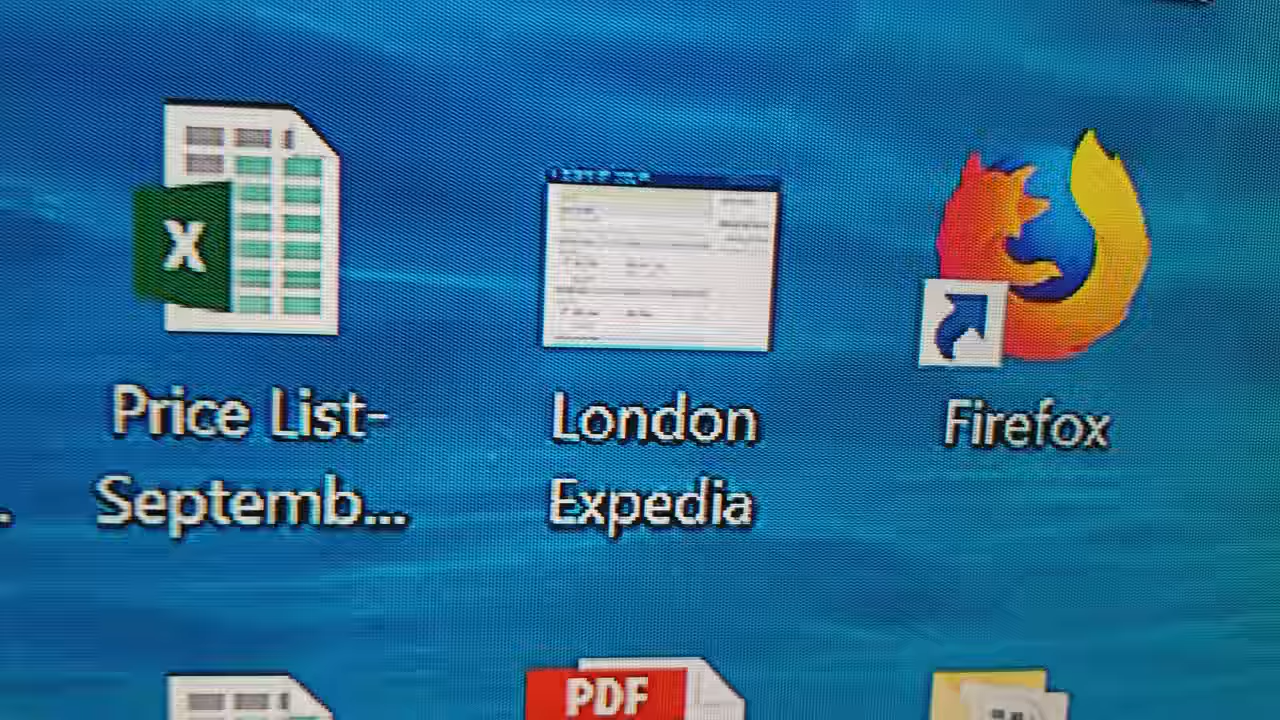 X
Price List-
Septemb...
London
Expedia
Firefox
PDF